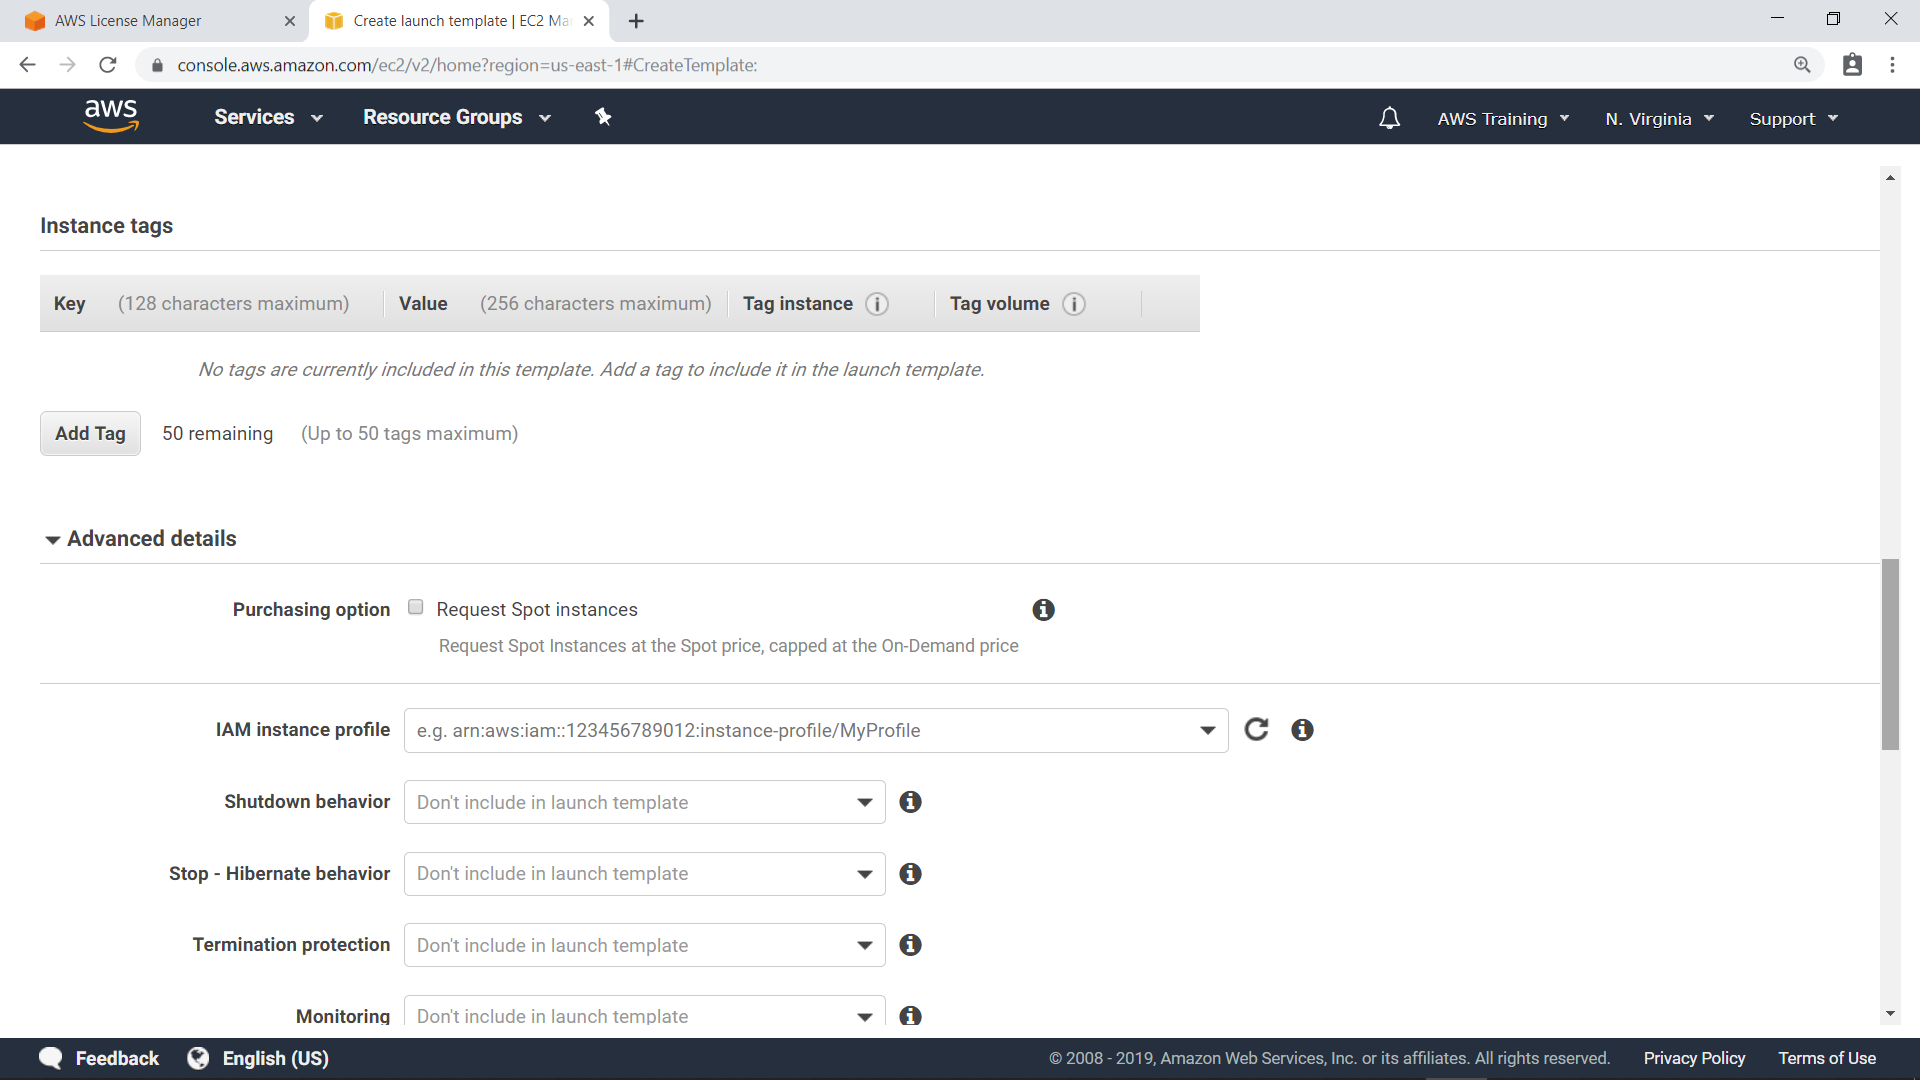 AWS License Manager
Create launch template | EC2 Ma
console.aws.amazon.com/ec2/v2/home?region=us-east-1#CreateTemplate:
aws Services Resource Groups AWS Training N. Virginia Support
Instance tags
Key (128 characters maximum) Value (256 characters maximum) Tag instance Tag volume
No tags are currently included in this template. Add a tag to include it in the launch template.
Add Tag 50 remaining (Up to 50 tags maximum)
Advanced details
Purchasing option Request Spot instances
Request Spot Instances at the Spot price, capped at the On-Demand price
IAM instance profile e.g. arn:aws:iam::123456789012:instance-profile/MyProfile
Shutdown behavior Don't include in launch template
Stop - Hibernate behavior Don't include in launch template
Termination protection Don't include in launch template
Monitoring Don't include in launch template
Feedback English (US) © 2008 - 2019, Amazon Web Services, Inc. or its affiliates. All rights reserved. Privacy Policy Terms of Use